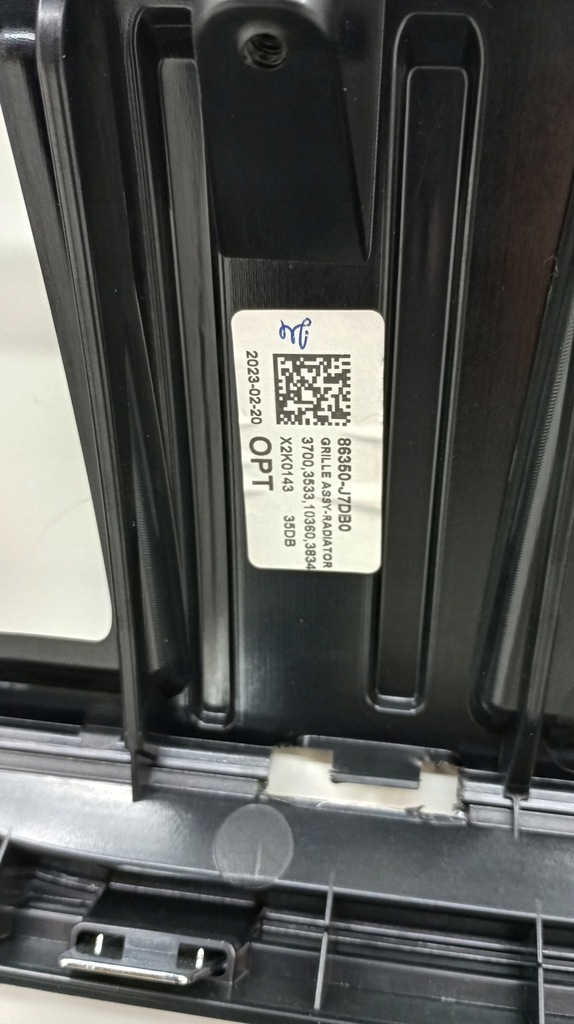 86350-J7DB0
GRILLE ASSY-RADIATOR
3700,3533,10360,3834
X2K0143 35DB
OPT
2023-02-20